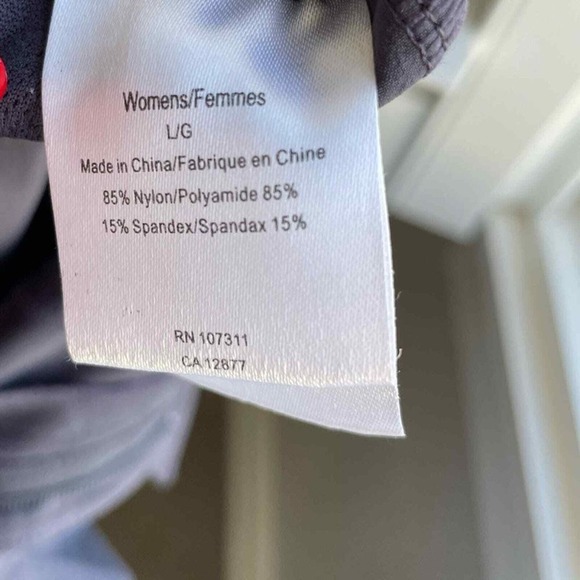 Womens/Femmes
L/G
Made in China/Fabrique en Chine
85% Nylon/Polyamide 85%
15% Spandex/Spandax 15%
RN 107311
CA 12877